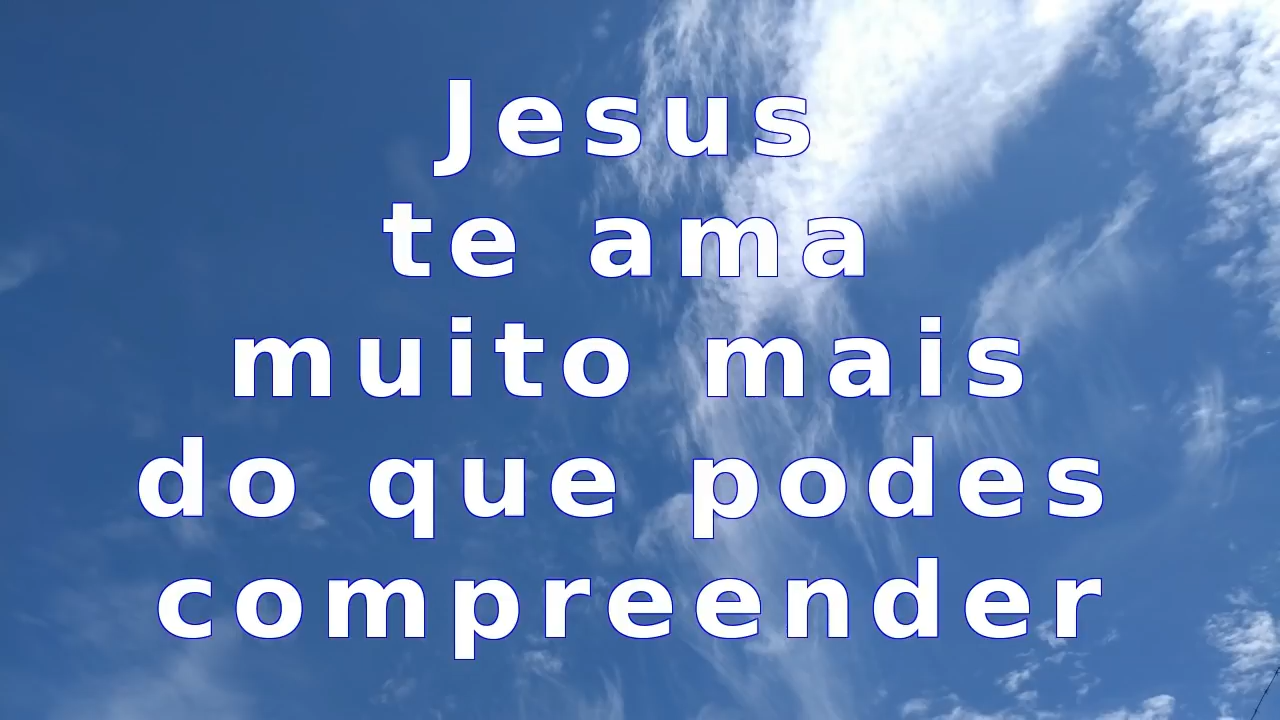 Jesus
te ama
muito mais
do que podes
compreender